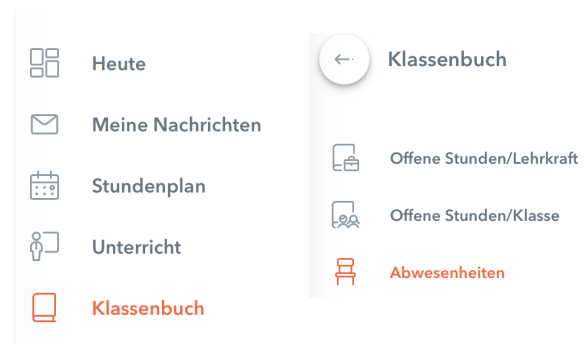 Heute
Meine Nachrichten
Stundenplan
Unterricht
Klassenbuch
Klassenbuch
Offene Stunden/Lehrkraft
Offene Stunden/Klasse
Abwesenheiten